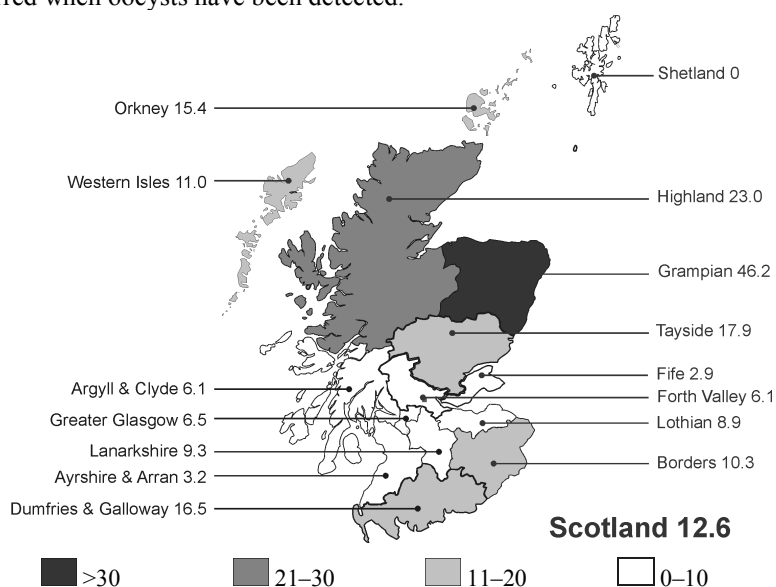 when oocysts have been detected.
Shetland 0
Orkney 15.4
Western Isles 11.0
Highland 23.0
Grampian 46.2
Tayside 17.9
Fife 2.9
Argyll & Clyde 6.1
Forth Valley 6.1
Greater Glasgow 6.5
Lothian 8.9
Lanarkshire 9.3
Borders 10.3
Ayrshire & Arran 3.2
Dumfries & Galloway 16.5
Scotland 12.6
>30
21–30
11–20
0–10